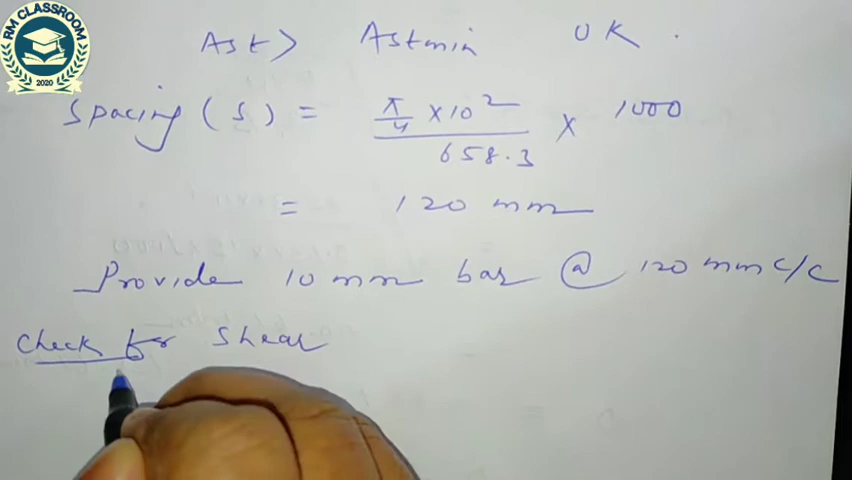 RM CLASSROOM
2020
Ast > Astmin OK.
Spacing (S) = π/4 × 10² / 658.3 × 1000
= 120 mm
Provide 10 mm bar @ 120 mm c/c
Check for Shear